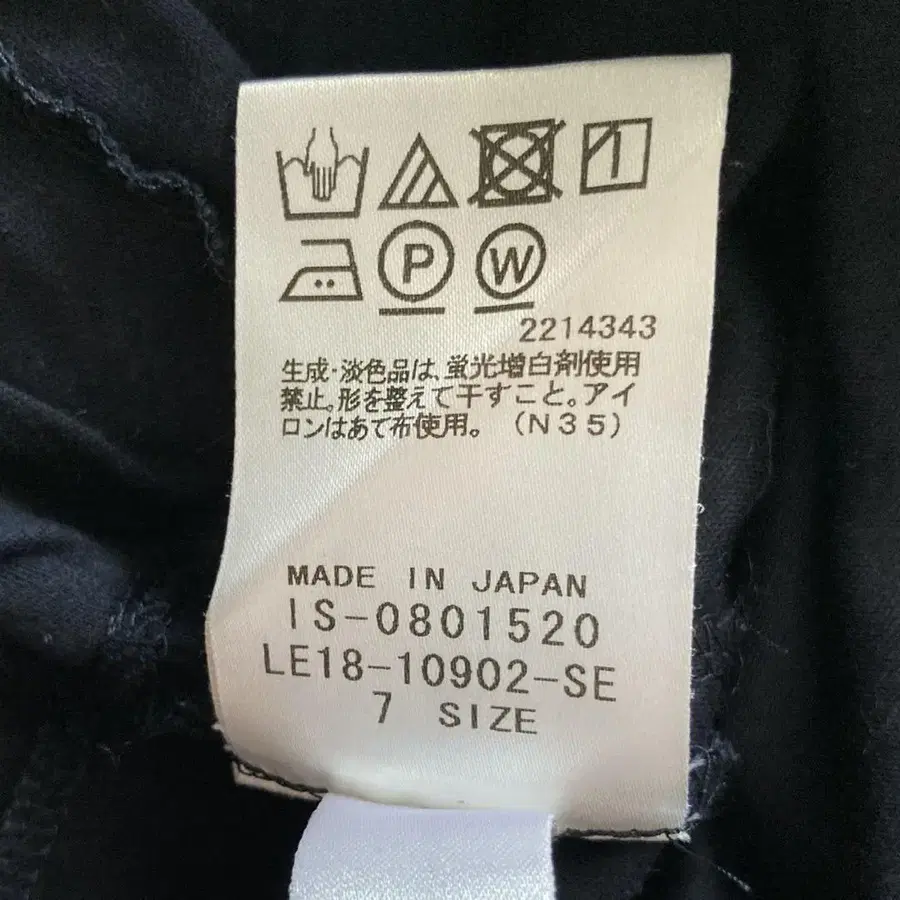 P W
2214343
生成・淡色品は、蛍光増白剤使用
禁止。形を整えて干すこと。アイ
ロンはあて布使用。（N35）
MADE IN JAPAN
IS-0801520
LE18-10902-SE
7 SIZE